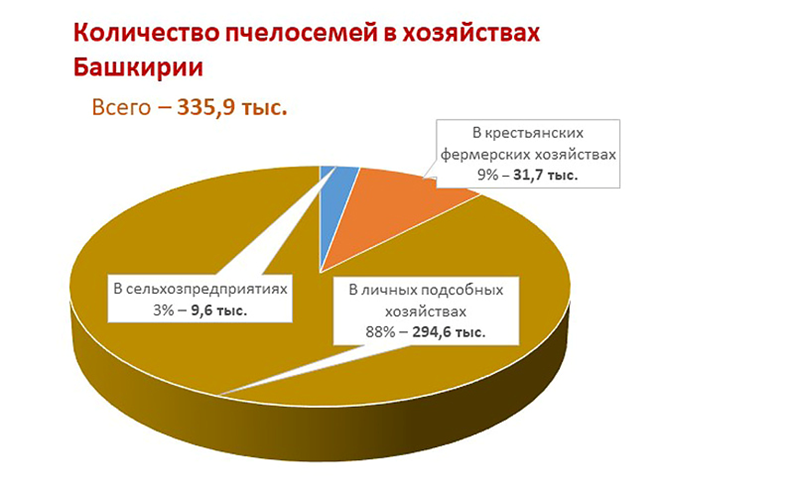 Количество пчелосемей в хозяйствах
Башкирии
Всего – 335,9 тыс.
В крестьянских
фермерских хозяйствах
9% – 31,7 тыс.
В сельхозпредприятиях
3% – 9,6 тыс.
В личных подсобных
хозяйствах
88% – 294,6 тыс.